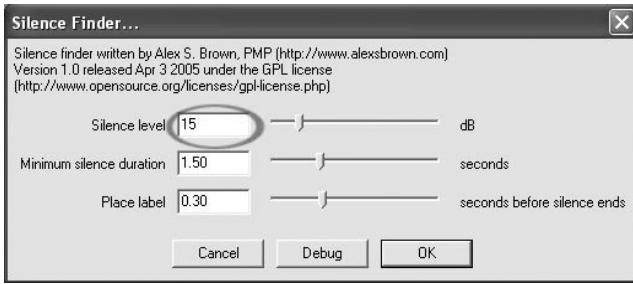 Silence Finder...
Silence finder written by Alex S. Brown, PMP (http://www.alexsbrown.com)
Version 1.0 released Apr 3 2005 under the GPL license
(http://www.opensource.org/licenses/gpl-license.php)
Silence level 15 dB
Minimum silence duration 1.50 seconds
Place label 0.30 seconds before silence ends
Cancel Debug OK